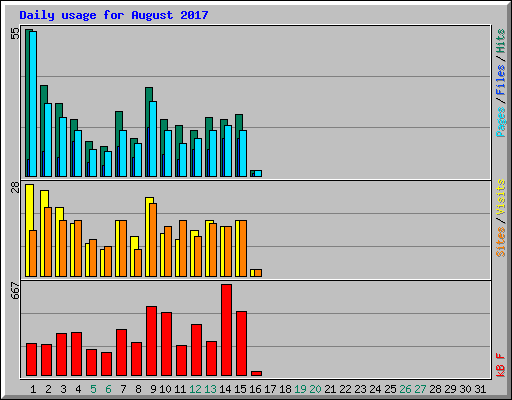 Daily usage for August 2017
55
Pages/Files/Hits
28
Sites/Visits
667
kB F
1 2 3 4 5 6 7 8 9 10 11 12 13 14 15 16 17 18 19 20 21 22 23 24 25 26 27 28 29 30 31